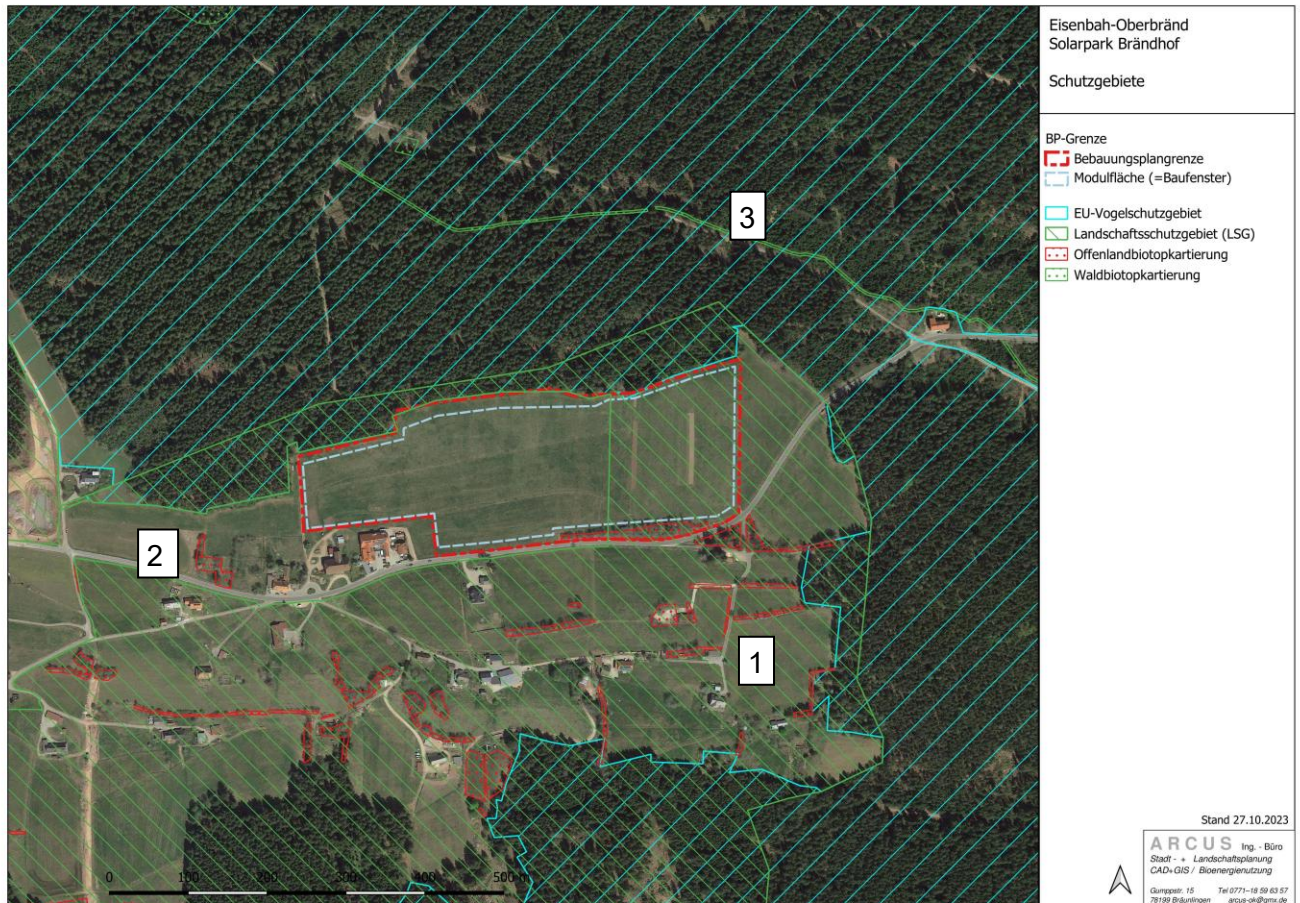 Eisenbah-Oberbränd
Solarpark Brändhof
Schutzgebiete
BP-Grenze
Bebauungsplangrenze
Modulfläche (=Baufenster)
EU-Vogelschutzgebiet
Landschaftsschutzgebiet (LSG)
Offenlandbiotopkartierung
Waldbiotopkartierung
3
2
1
0 100 200 300 400 500 m
Stand 27.10.2023
ARCUS Ing. - Büro
Stadt - + Landschaftsplanung
CAD+GIS / Bioenergienutzung
Gumppstr. 15 Tel 0771-18 59 63 57
78199 Bräunlingen arcus-ok@gmx.de